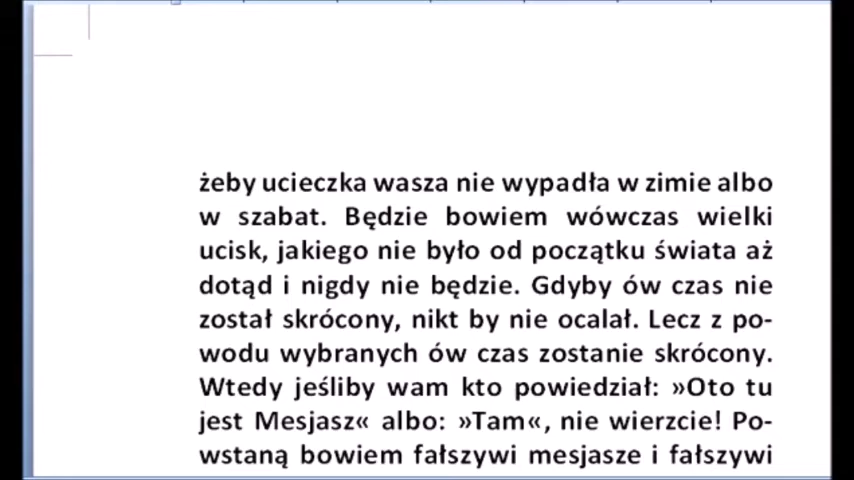 żeby ucieczka wasza nie wypadła w zimie albo
w szabat. Będzie bowiem wówczas wielki
ucisk, jakiego nie było od początku świata aż
dotąd i nigdy nie będzie. Gdyby ów czas nie
został skrócony, nikt by nie ocalał. Lecz z po-
wodu wybranych ów czas zostanie skrócony.
Wtedy jeśliby wam kto powiedział: »Oto tu
jest Mesjasz« albo: »Tam«, nie wierzcie! Po-
wstaną bowiem fałszywi mesjasze i fałszywi